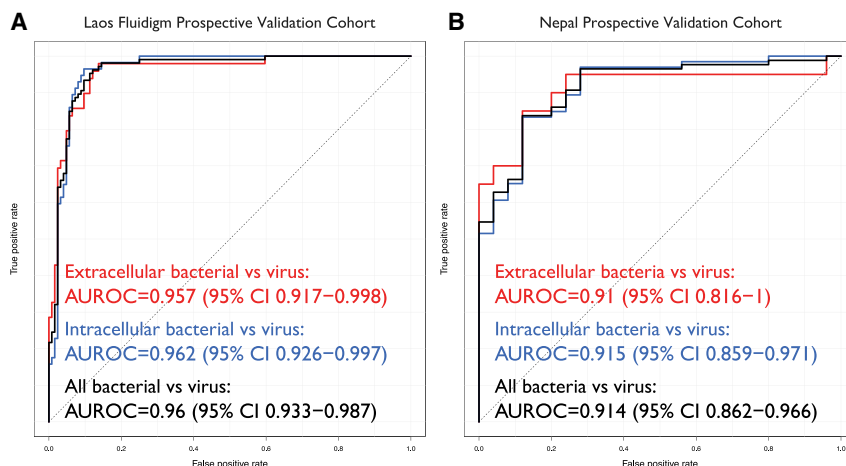 A
Laos Fluidigm Prospective Validation Cohort
True positive rate
Extracellular bacterial vs virus:
AUROC=0.957 (95% CI 0.917−0.998)
Intracellular bacterial vs virus:
AUROC=0.962 (95% CI 0.926−0.997)
All bacterial vs virus:
AUROC=0.96 (95% CI 0.933−0.987)
0.0 0.2 0.4 0.6 0.8 1.0
False positive rate
B
Nepal Prospective Validation Cohort
True positive rate
Extracellular bacteria vs virus:
AUROC=0.91 (95% CI 0.816−1)
Intracellular bacteria vs virus:
AUROC=0.915 (95% CI 0.859−0.971)
All bacteria vs virus:
AUROC=0.914 (95% CI 0.862−0.966)
0.0 0.2 0.4 0.6 0.8 1.0
False positive rate